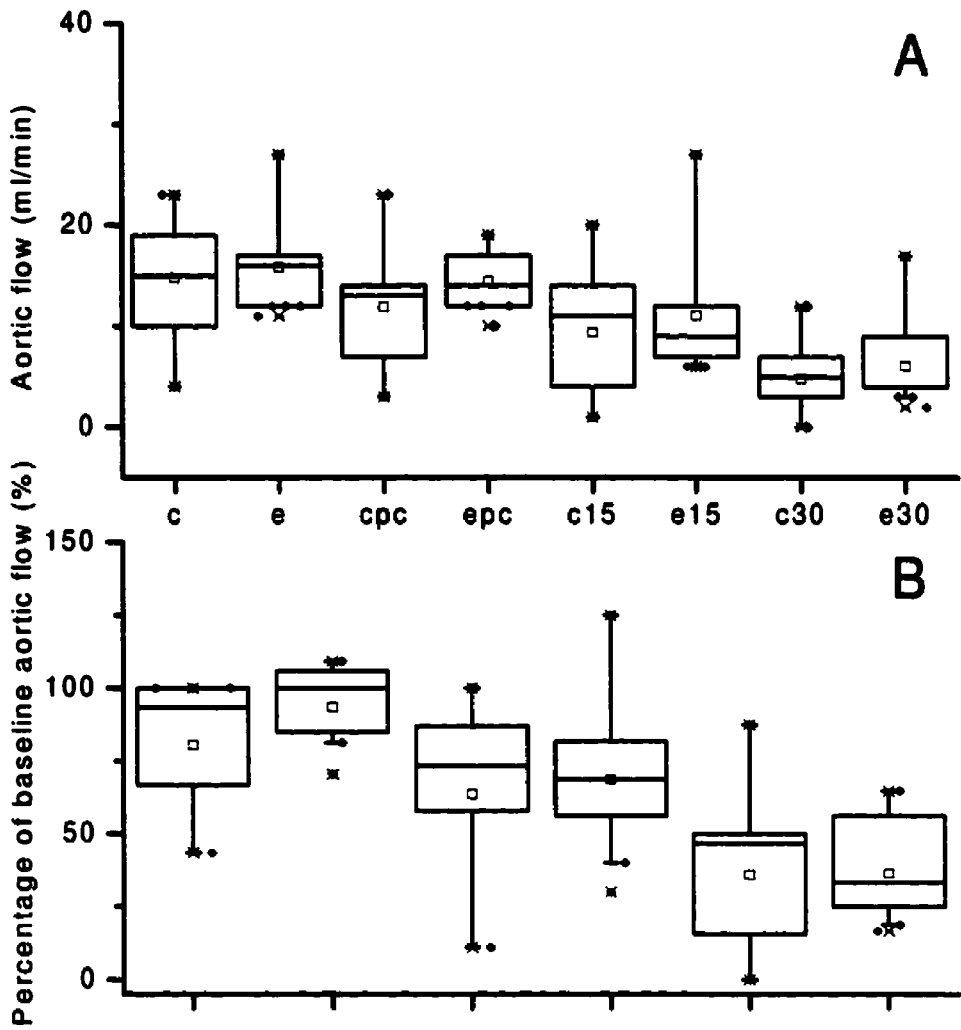 40
A
20
0
Aortic flow (ml/min)
c e cpc epc c15 e15 c30 e30
150
B
100
50
0
Percentage of baseline aortic flow (%)